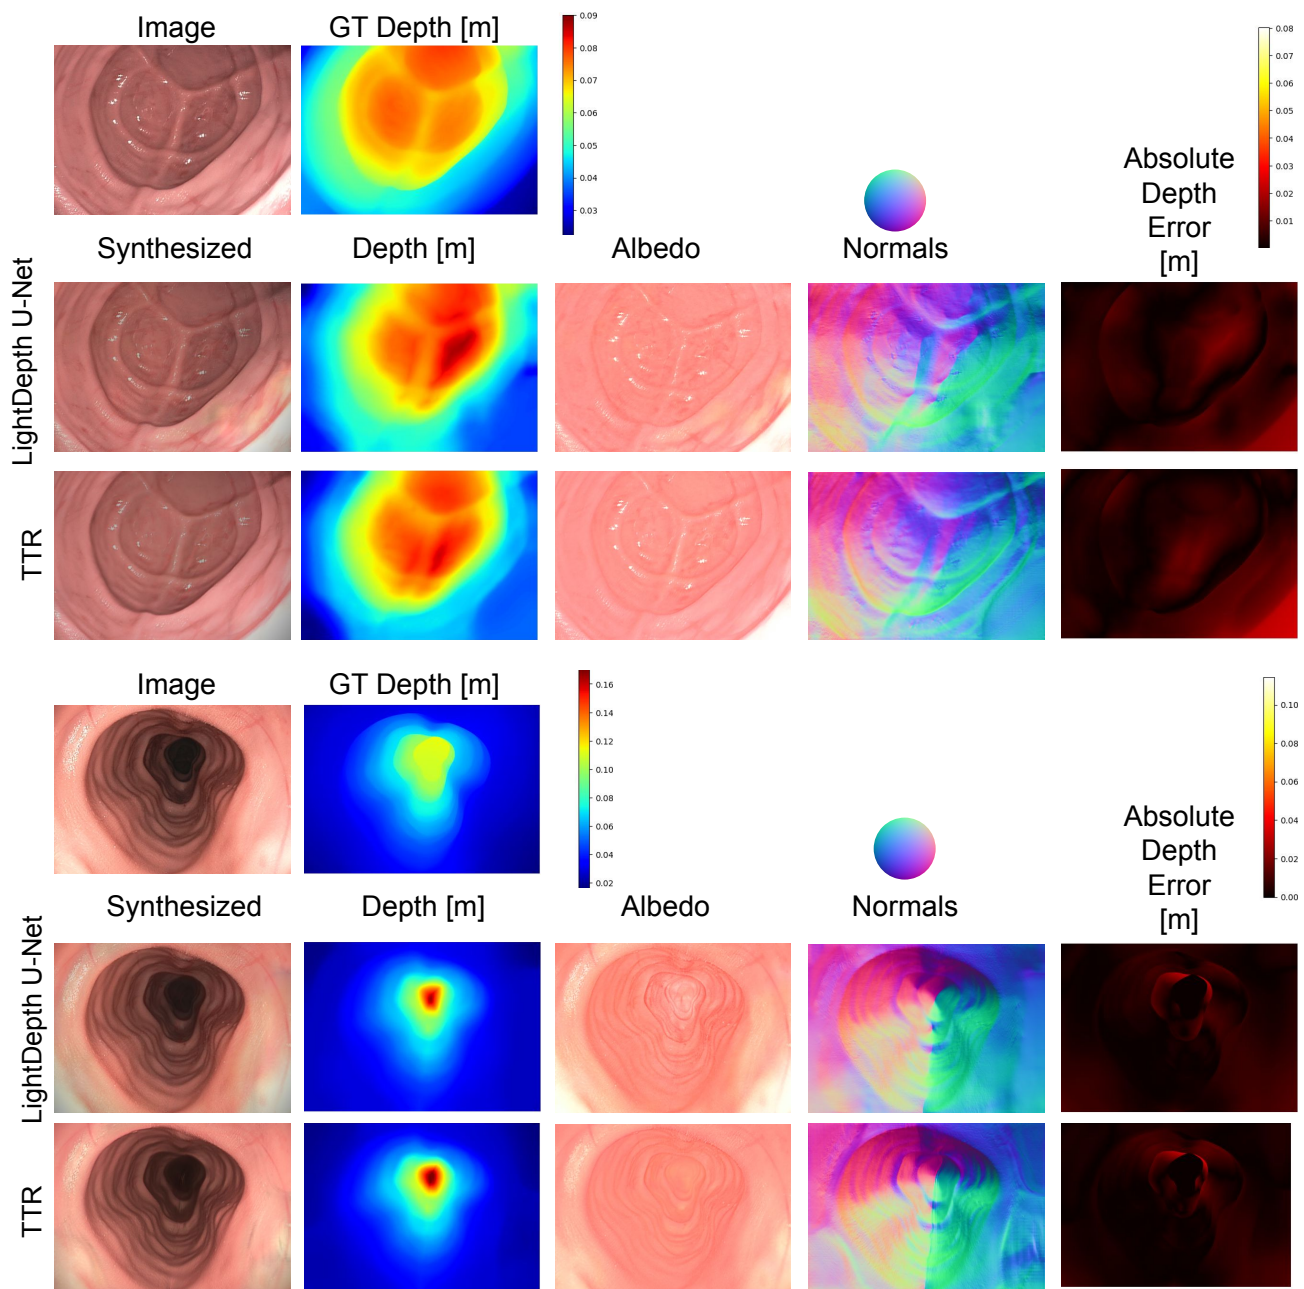 Image
GT Depth [m]
0.09
0.08
0.07
0.06
0.05
0.04
0.03
0.08
0.07
0.06
0.05
0.04
0.03
0.02
0.01
Absolute
Depth
Error
[m]
Synthesized
Depth [m]
Albedo
Normals
LightDepth U-Net
TTR
Image
GT Depth [m]
0.16
0.14
0.12
0.10
0.08
0.06
0.04
0.02
0.10
0.08
0.06
0.04
0.02
0.00
Absolute
Depth
Error
[m]
Synthesized
Depth [m]
Albedo
Normals
LightDepth U-Net
TTR